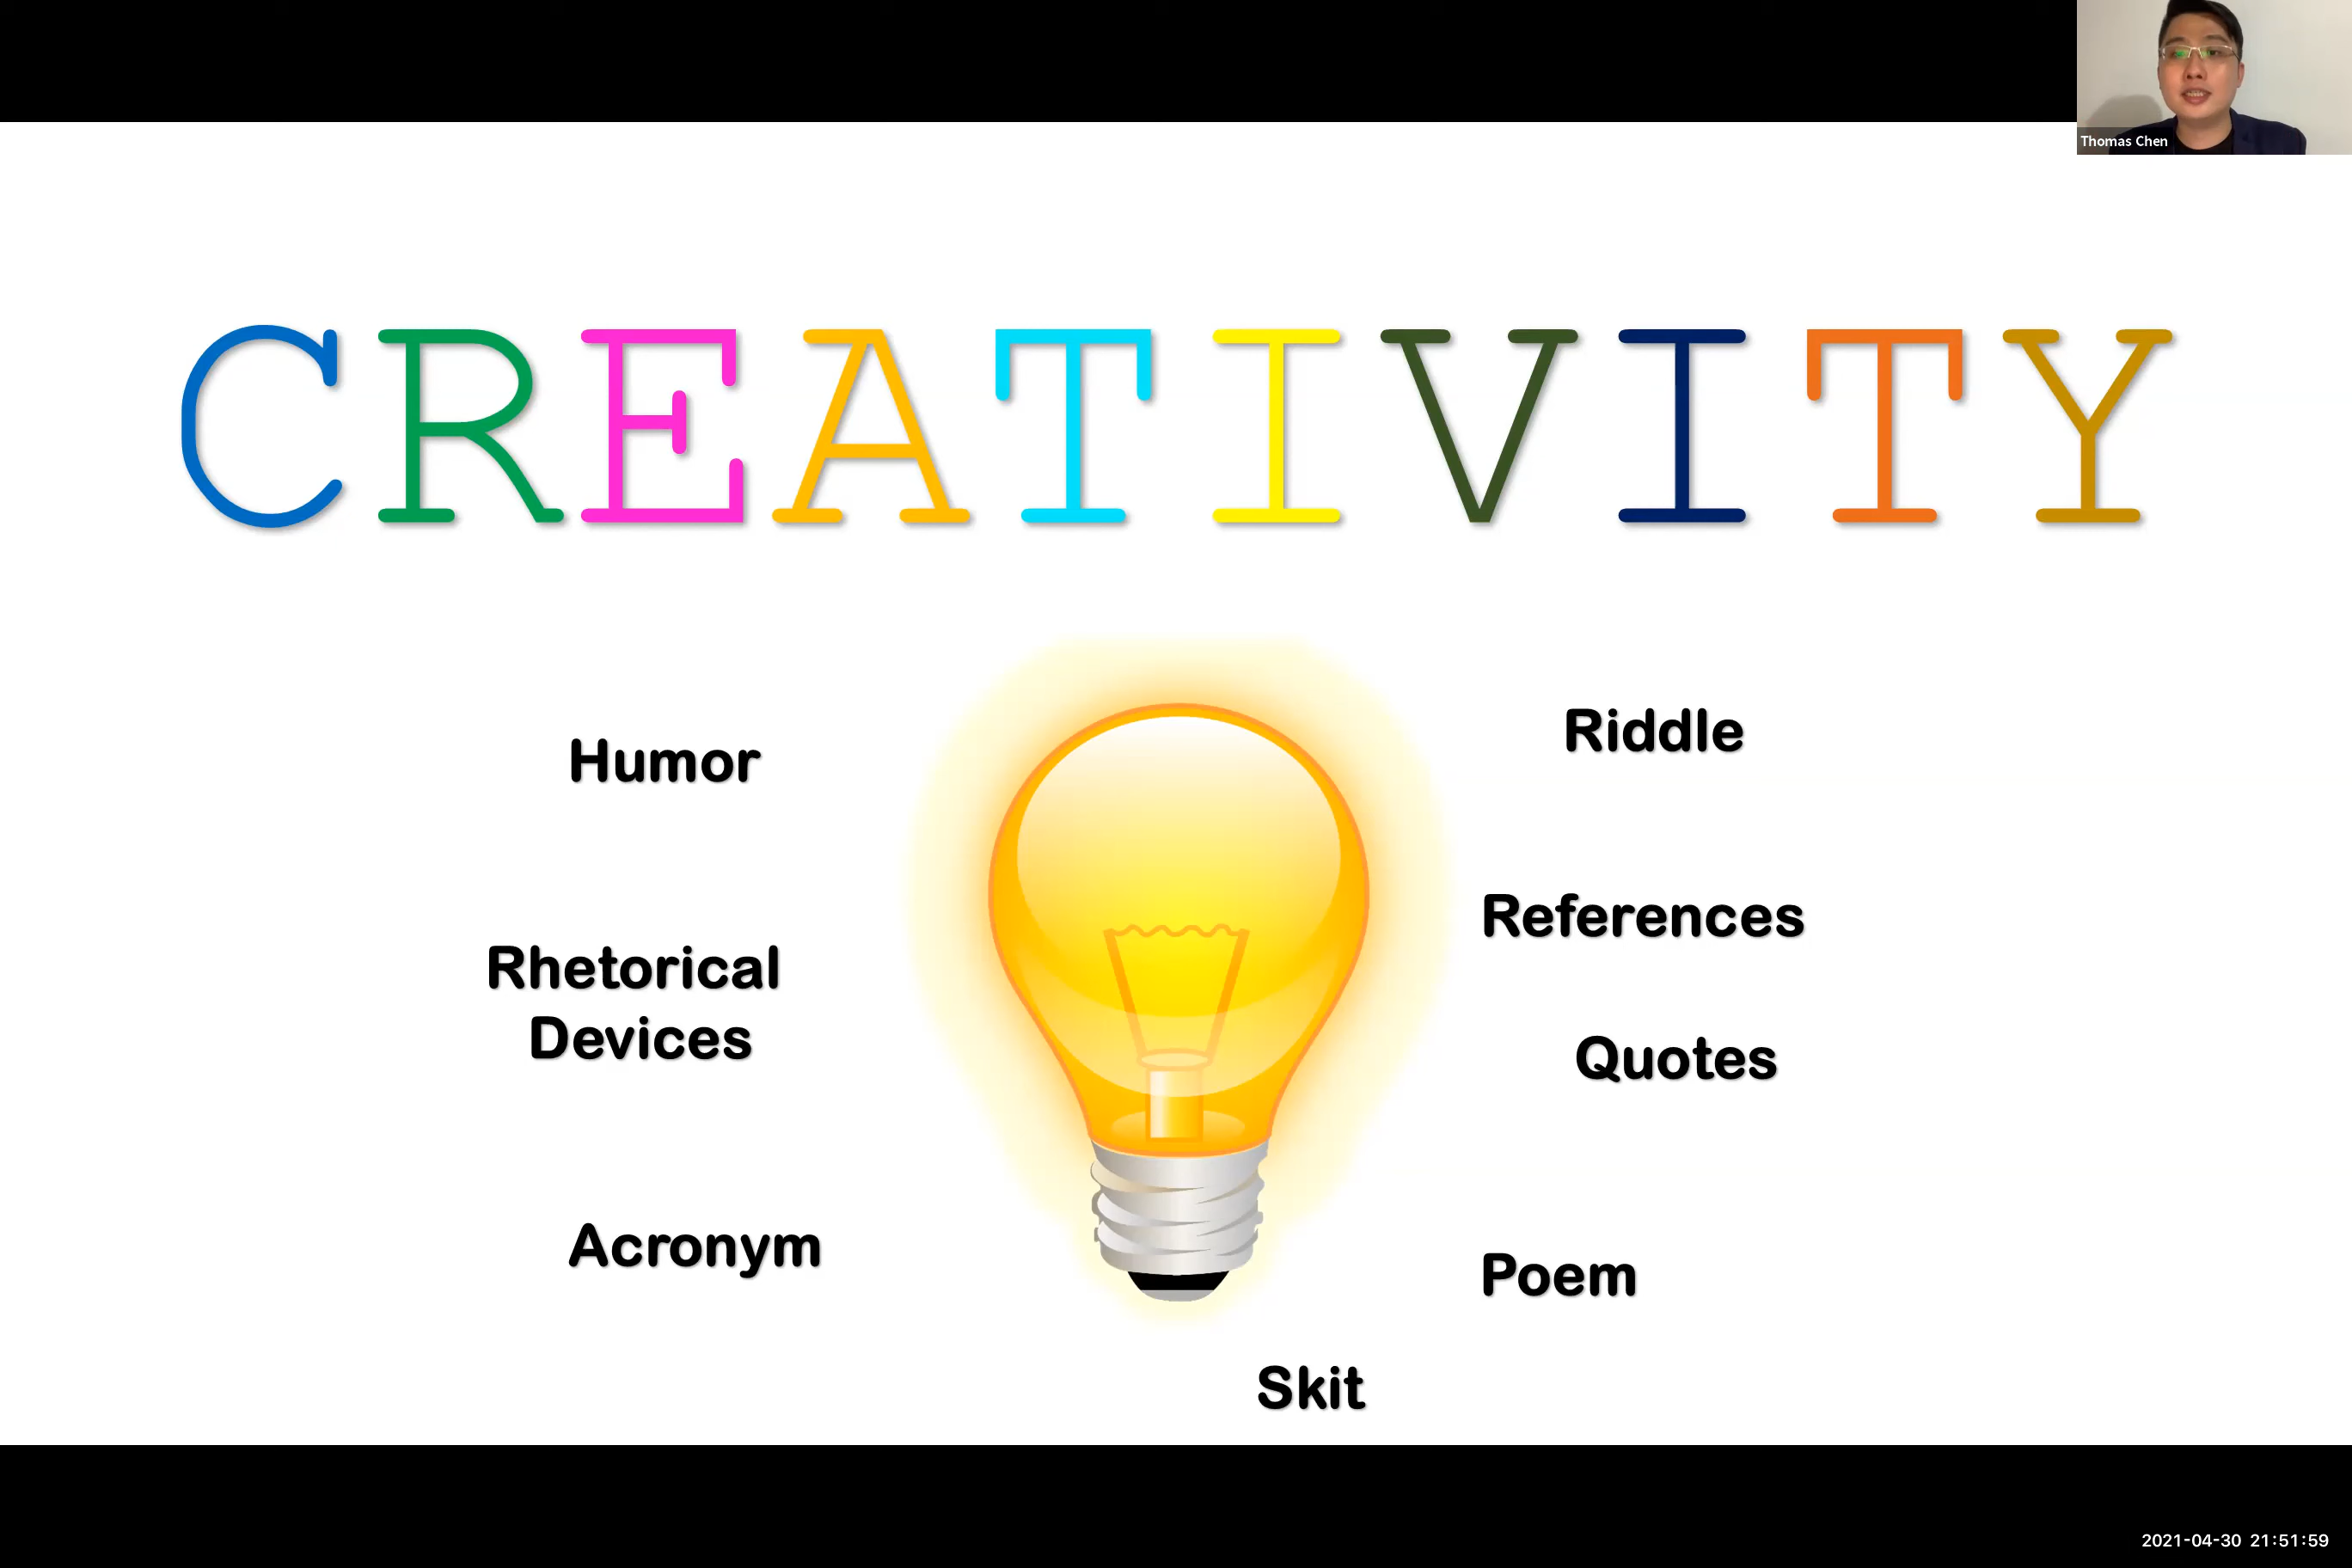 Thomas Chen
CREATIVITY
Humor
Riddle
References
Rhetorical
Devices
Quotes
Acronym
Poem
Skit
2021-04-30 21:51:59